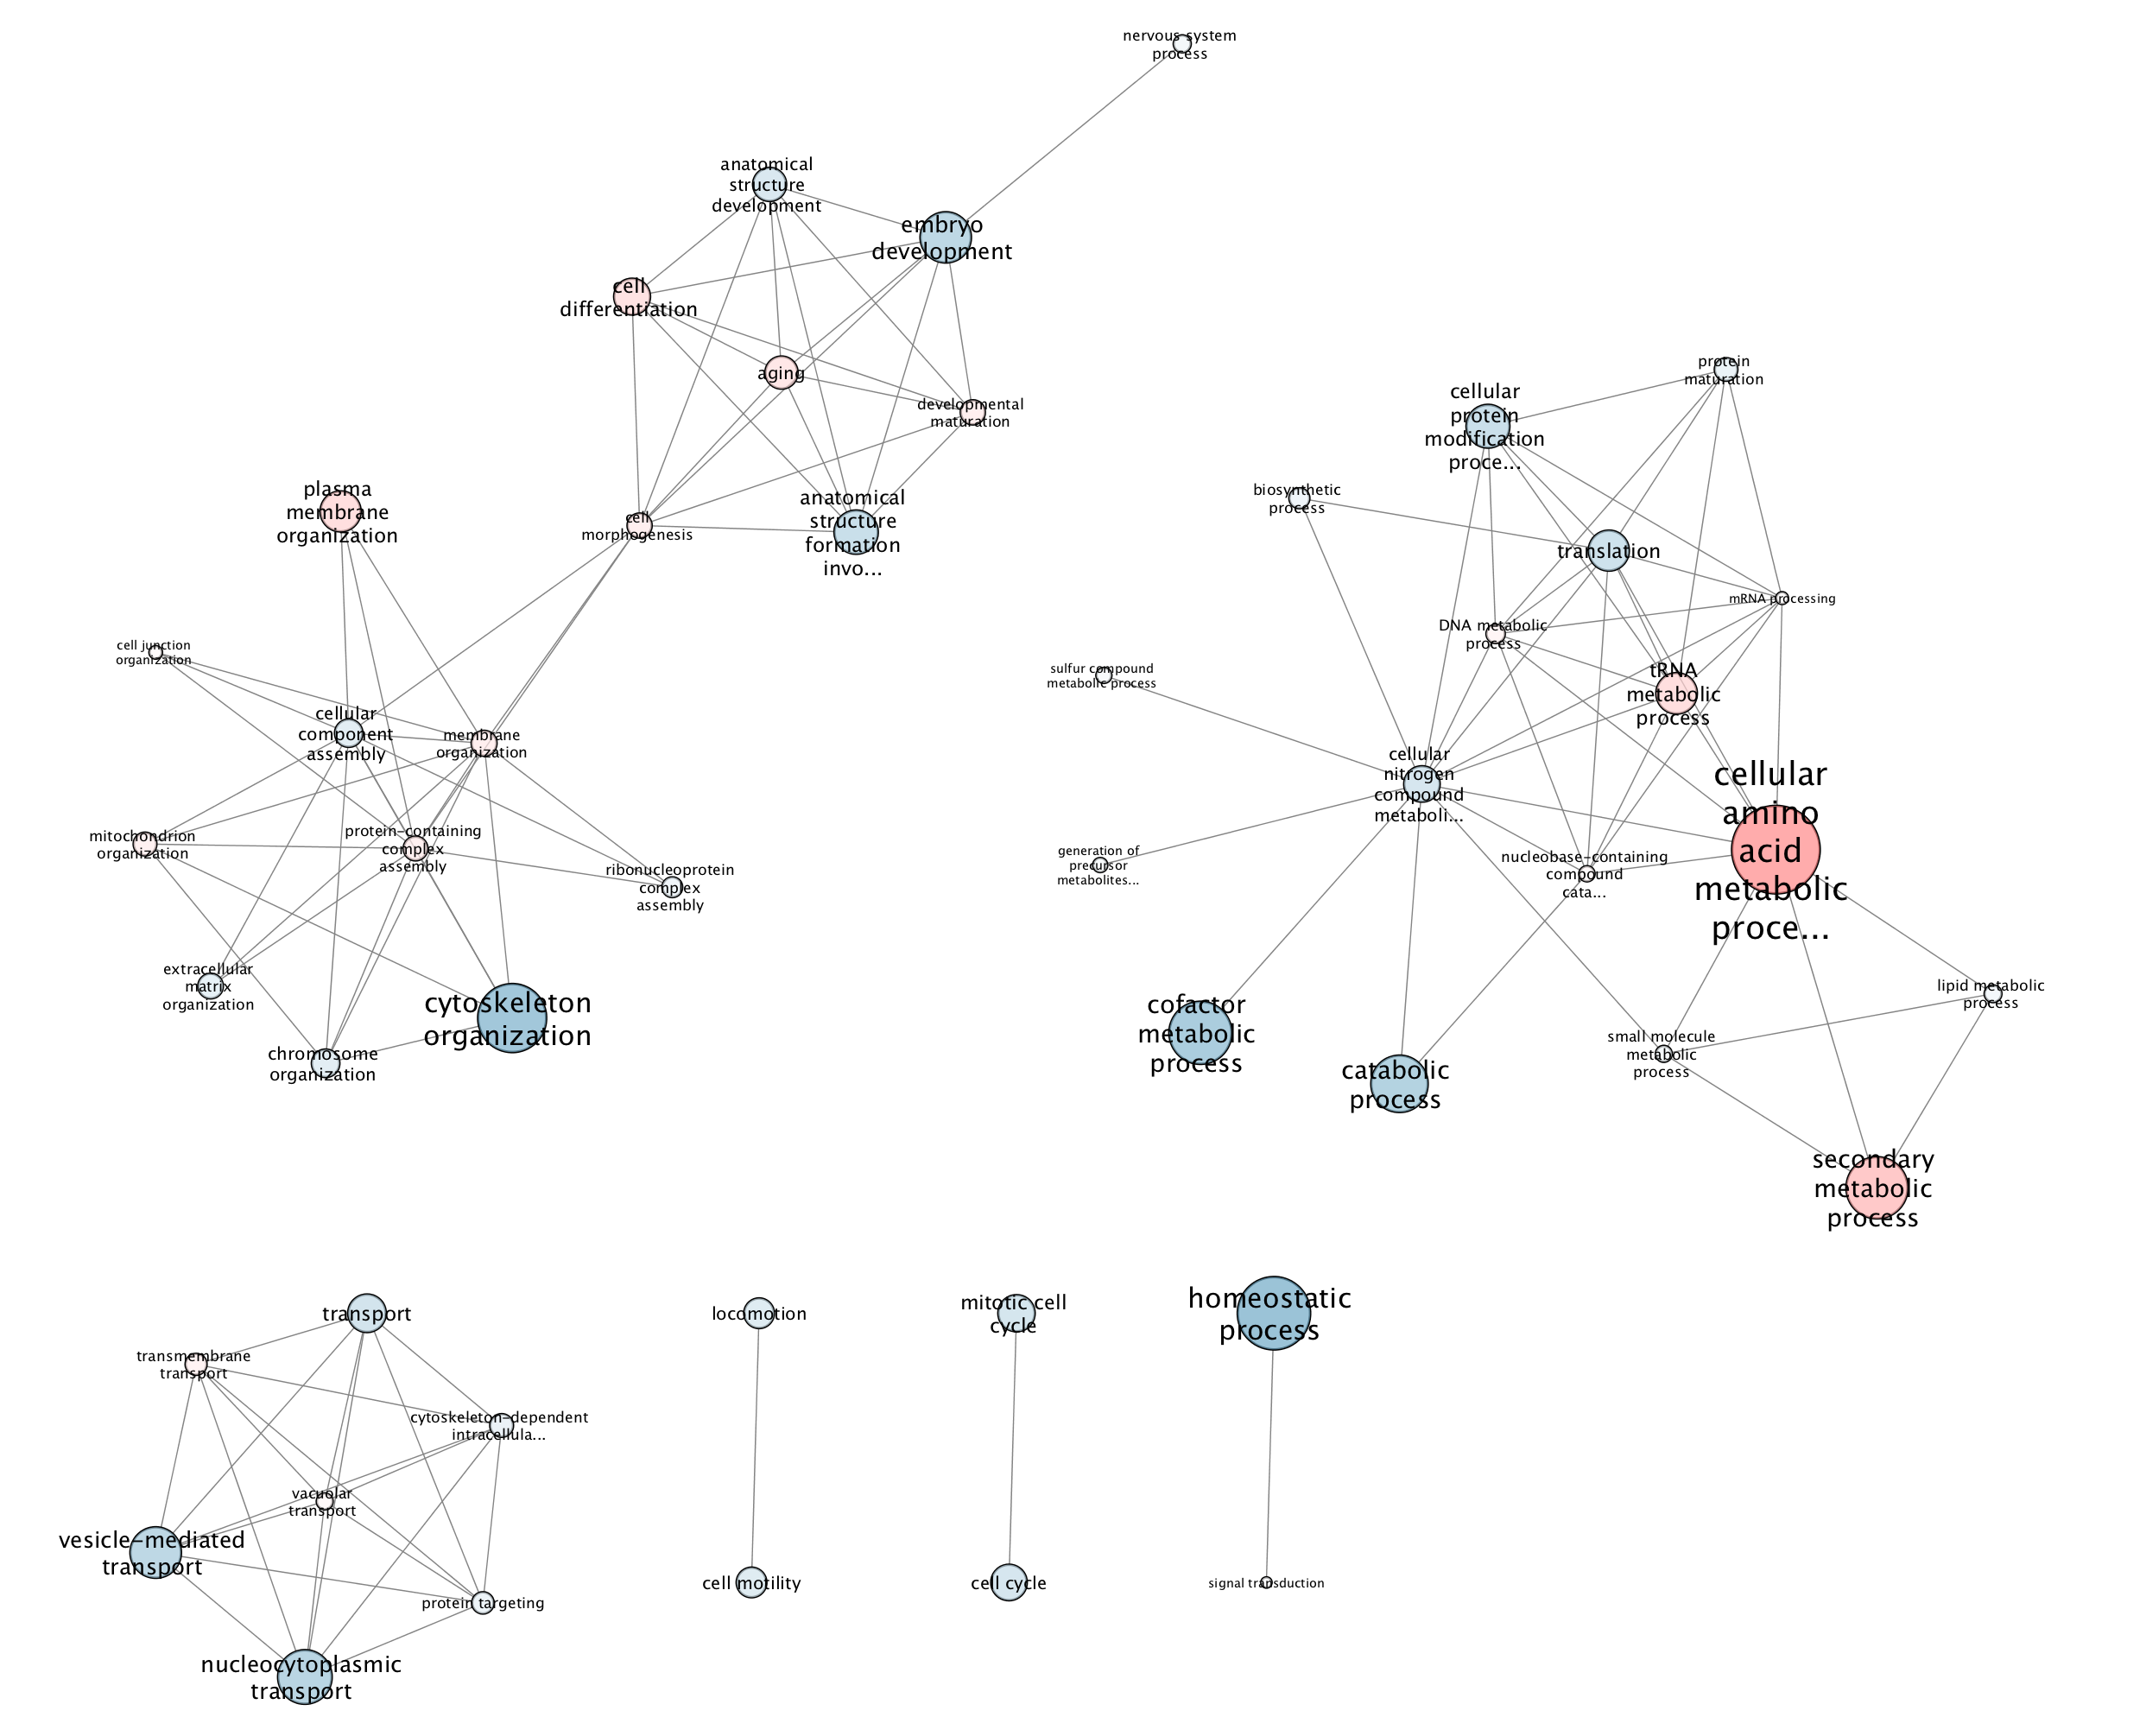 nervous system
process
anatomical
structure
development
embryo
development
cell
differentiation
aging
developmental
maturation
cell
morphogenesis
anatomical
structure
formation
invo...
plasma
membrane
organization
cell junction
organization
cellular
component
assembly
membrane
organization
mitochondrion
organization
protein-containing
complex
assembly
ribonucleoprotein
complex
assembly
extracellular
matrix
organization
cytoskeleton
organization
chromosome
organization
protein
maturation
cellular
protein
modification
proce...
biosynthetic
process
translation
mRNA processing
DNA metabolic
process
sulfur compound
metabolic process
tRNA
metabolic
process
cellular
nitrogen
compound
metaboli...
cellular
amino
acid
metabolic
proce...
generation of
precursor
metabolites...
nucleobase-containing
compound
cata...
cofactor
metabolic
process
catabolic
process
lipid metabolic
process
small molecule
metabolic
process
secondary
metabolic
process
transport
transmembrane
transport
cytoskeleton-dependent
intracellula...
vacuolar
transport
vesicle-mediated
transport
protein targeting
nucleocytoplasmic
transport
locomotion
cell motility
mitotic cell
cycle
cell cycle
homeostatic
process
signal transduction